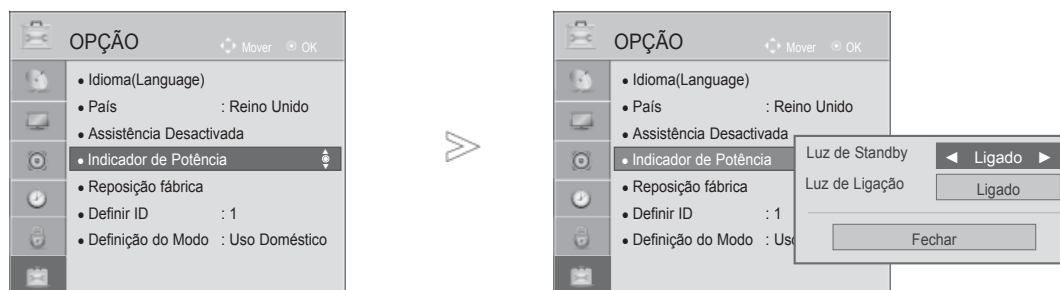 OPÇÃO Mover OK
● Idioma(Language)
● País : Reino Unido
● Assistência Desactivada
● Indicador de Potência
● Reposição fábrica
● Definir ID : 1
● Definição do Modo : Uso Doméstico
OPÇÃO Mover OK
● Idioma(Language)
● País : Reino Unido
● Assistência Desactivada
● Indicador de Potência
● Reposição fábrica
● Definir ID : 1
● Definição do Modo : Uso
Luz de Standby ◄ Ligado ►
Luz de Ligação Ligado
Fechar